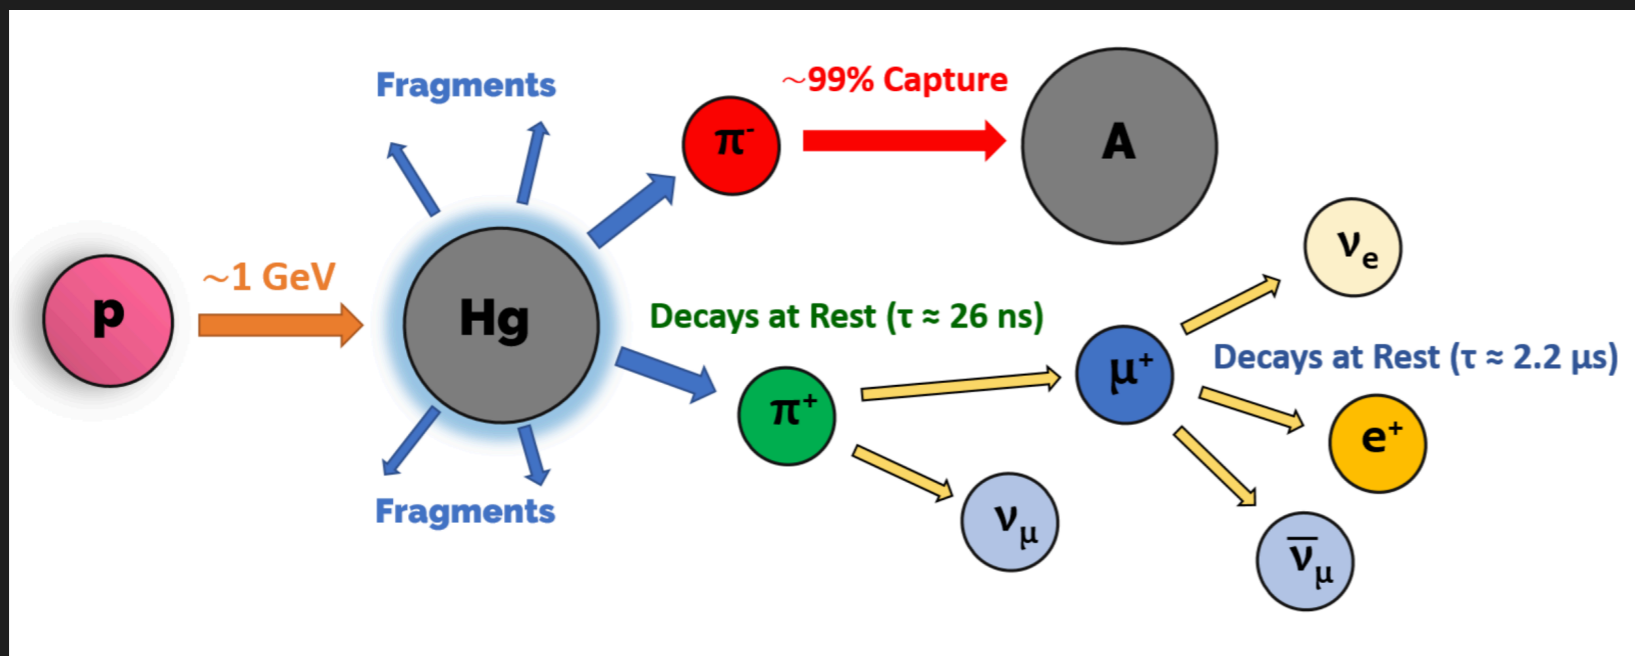 Fragments
~99% Capture
π-
A
νe
p
~1 GeV
Hg
Decays at Rest (τ ≈ 26 ns)
μ+
Decays at Rest (τ ≈ 2.2 μs)
π+
e+
Fragments
νμ
ν̅μ